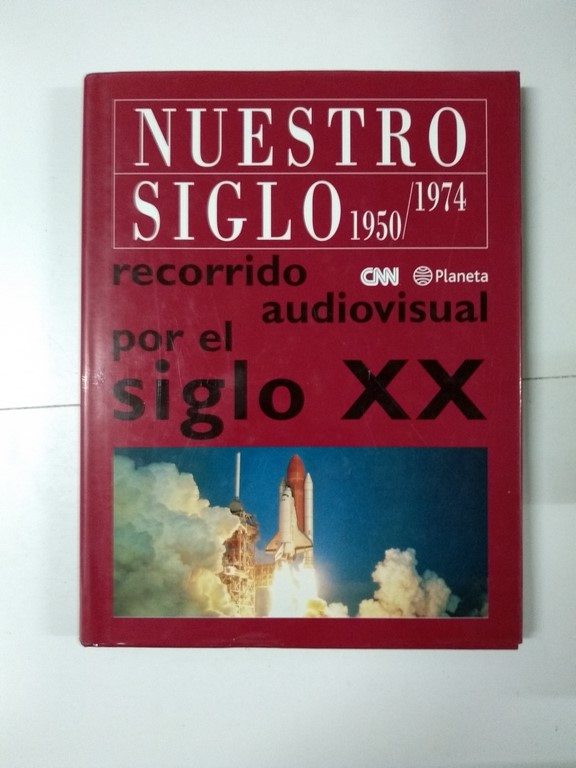 NUESTRO
SIGLO 1950/1974
recorrido
CNN Planeta
audiovisual
por el
siglo XX